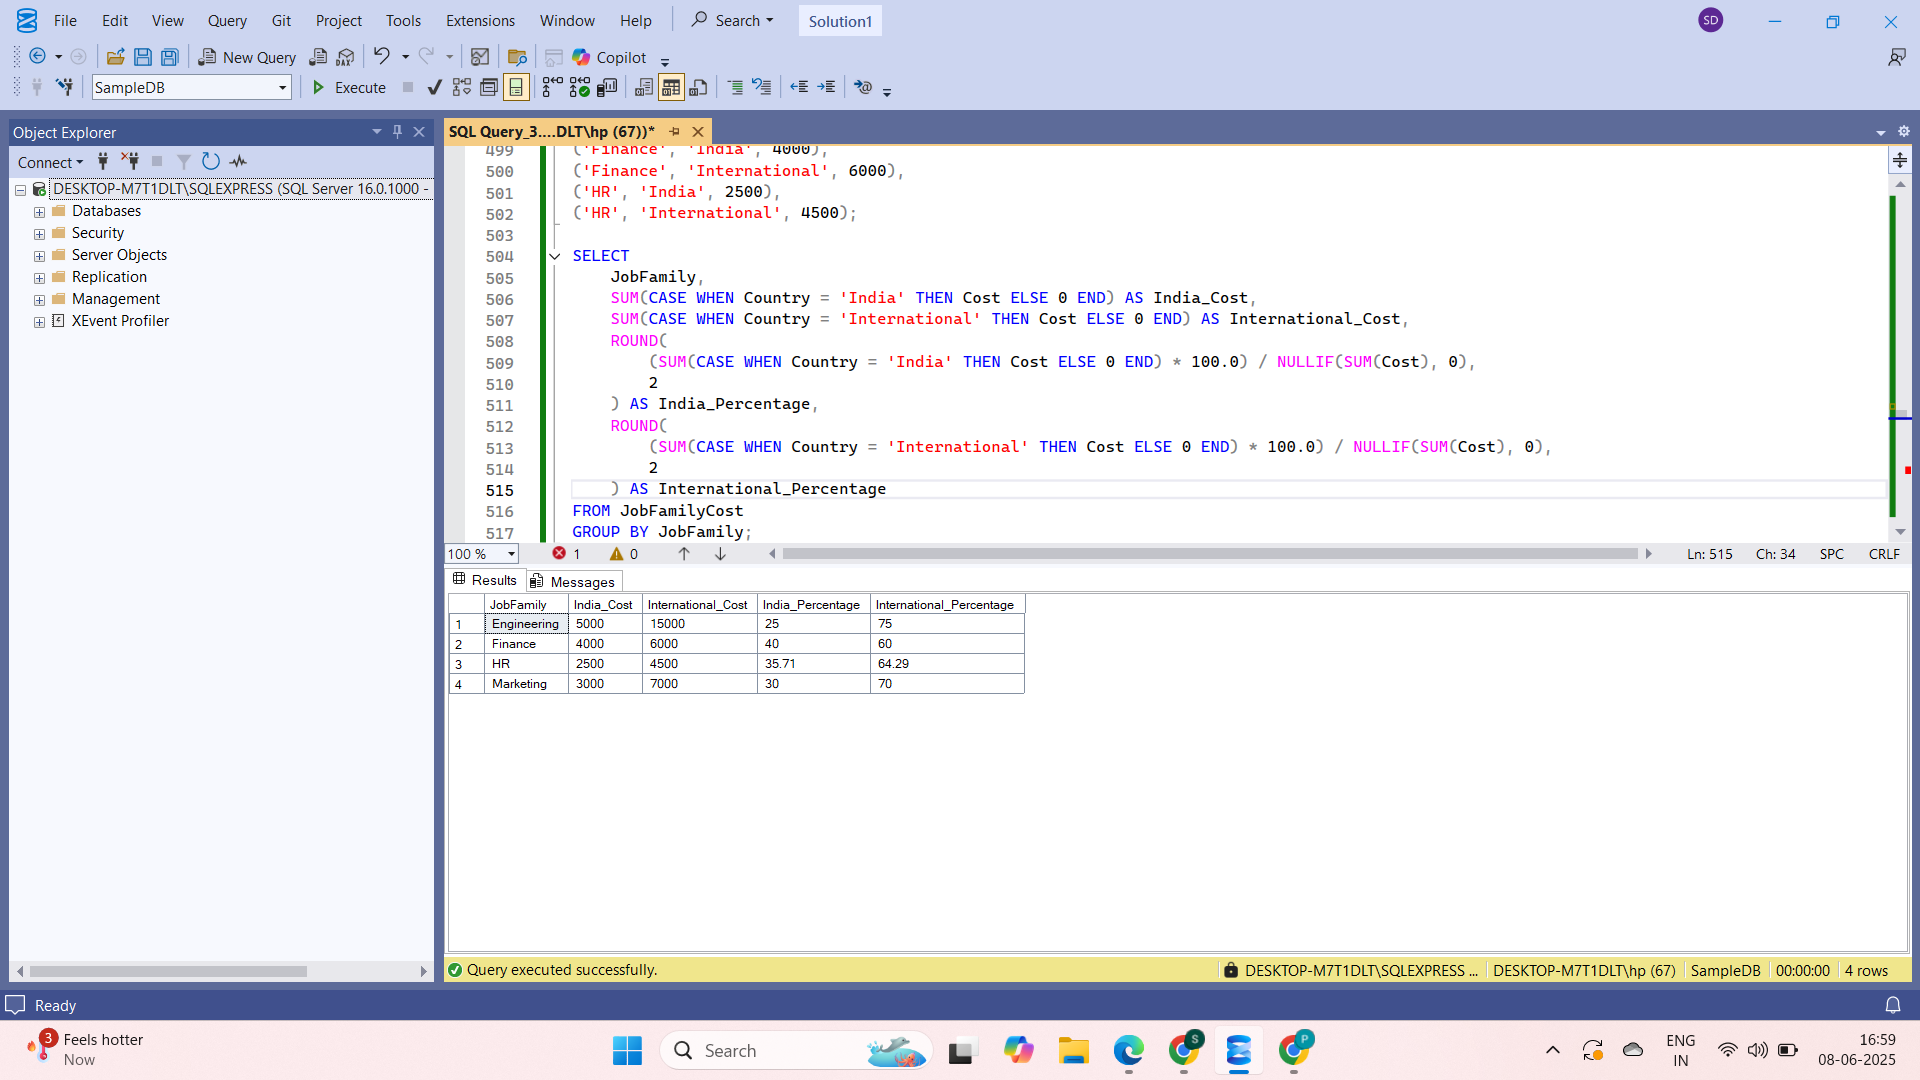 File Edit View Query Git Project Tools Extensions Window Help Search Solution1 SD
New Query DAX Copilot
SampleDB Execute
Object Explorer
Connect
DESKTOP-M7T1DLT\SQLEXPRESS (SQL Server 16.0.1000 -
Databases
Security
Server Objects
Replication
Management
XEvent Profiler
SQL Query_3....DLT\hp (67))*
499 ('Finance', 'India', 4000),
500 ('Finance', 'International', 6000),
501 ('HR', 'India', 2500),
502 ('HR', 'International', 4500);
503
504 SELECT
505 JobFamily,
506 SUM(CASE WHEN Country = 'India' THEN Cost ELSE 0 END) AS India_Cost,
507 SUM(CASE WHEN Country = 'International' THEN Cost ELSE 0 END) AS International_Cost,
508 ROUND(
509 (SUM(CASE WHEN Country = 'India' THEN Cost ELSE 0 END) * 100.0) / NULLIF(SUM(Cost), 0),
510 2
511 ) AS India_Percentage,
512 ROUND(
513 (SUM(CASE WHEN Country = 'International' THEN Cost ELSE 0 END) * 100.0) / NULLIF(SUM(Cost), 0),
514 2
515 ) AS International_Percentage
516 FROM JobFamilyCost
517 GROUP BY JobFamily;
100 % 1 0 Ln: 515 Ch: 34 SPC CRLF
Results Messages
JobFamily India_Cost International_Cost India_Percentage International_Percentage
1 Engineering 5000 15000 25 75
2 Finance 4000 6000 40 60
3 HR 2500 4500 35.71 64.29
4 Marketing 3000 7000 30 70
Query executed successfully. DESKTOP-M7T1DLT\SQLEXPRESS ... DESKTOP-M7T1DLT\hp (67) SampleDB 00:00:00 4 rows
Ready
3 Feels hotter
Now
Search
S
P
ENG
IN
16:59
08-06-2025